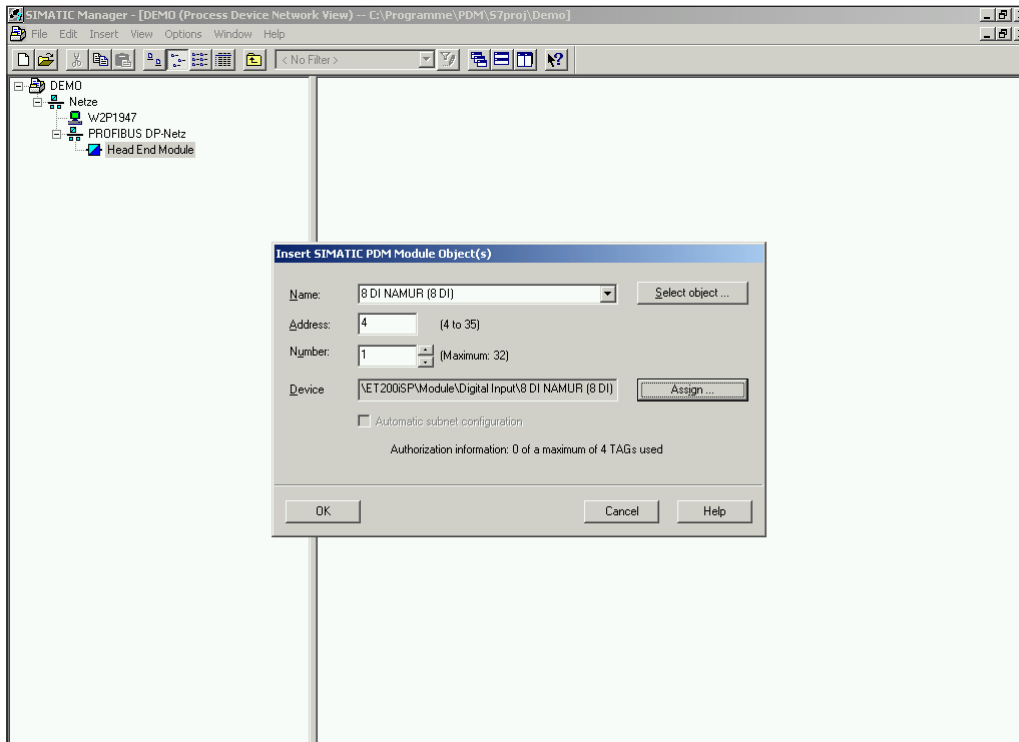 SIMATIC Manager - [DEMO (Process Device Network View) -- C:\Programme\PDM\S7proj\Demo]
File Edit Insert View Options Window Help
< No Filter >
DEMO
Netze
W2P1947
PROFIBUS DP-Netz
Head End Module
Insert SIMATIC PDM Module Object(s)
Name: 8 DI NAMUR (8 DI) Select object ...
Address: 4 (4 to 35)
Number: 1 (Maximum: 32)
Device \ET200iSP\Module\Digital Input\8 DI NAMUR (8 DI) Assign ...
Automatic subnet configuration
Authorization information: 0 of a maximum of 4 TAGs used
OK Cancel Help